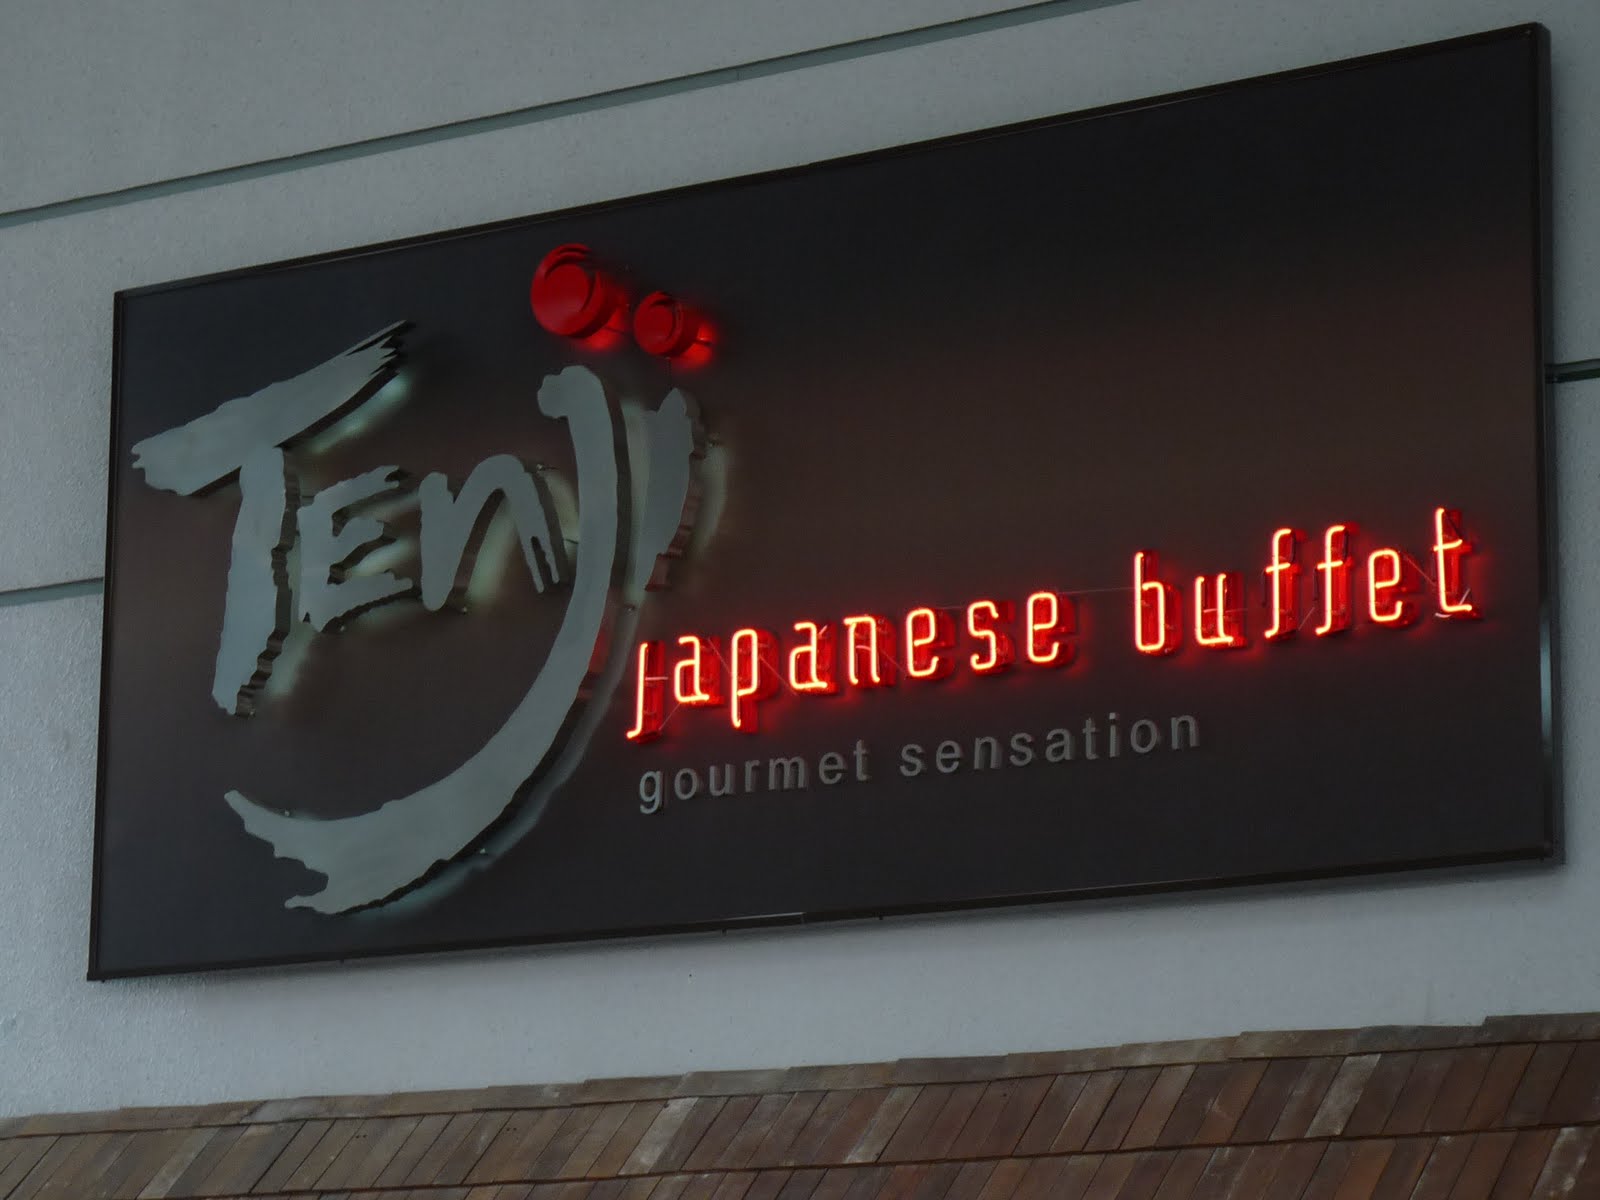 TenJi
japanese buffet
gourmet sensation